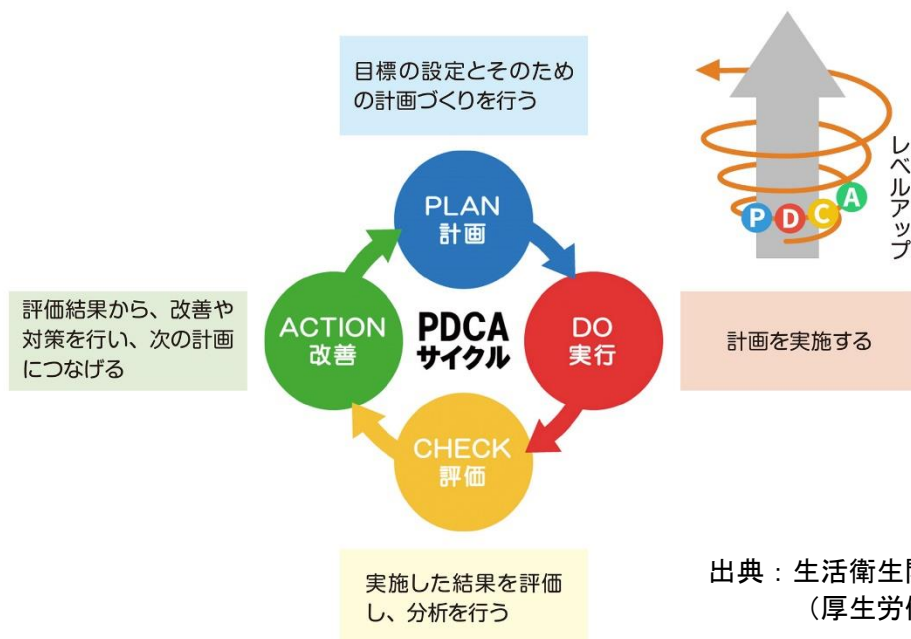 目標の設定とそのため
の計画づくりを行う
レベルアップ
P D C A
PLAN
計画
評価結果から、改善や
対策を行い、次の計画
につなげる
ACTION
改善
PDCA
サイクル
DO
実行
計画を実施する
CHECK
評価
実施した結果を評価
し、分析を行う
出典：生活衛生
（厚生労